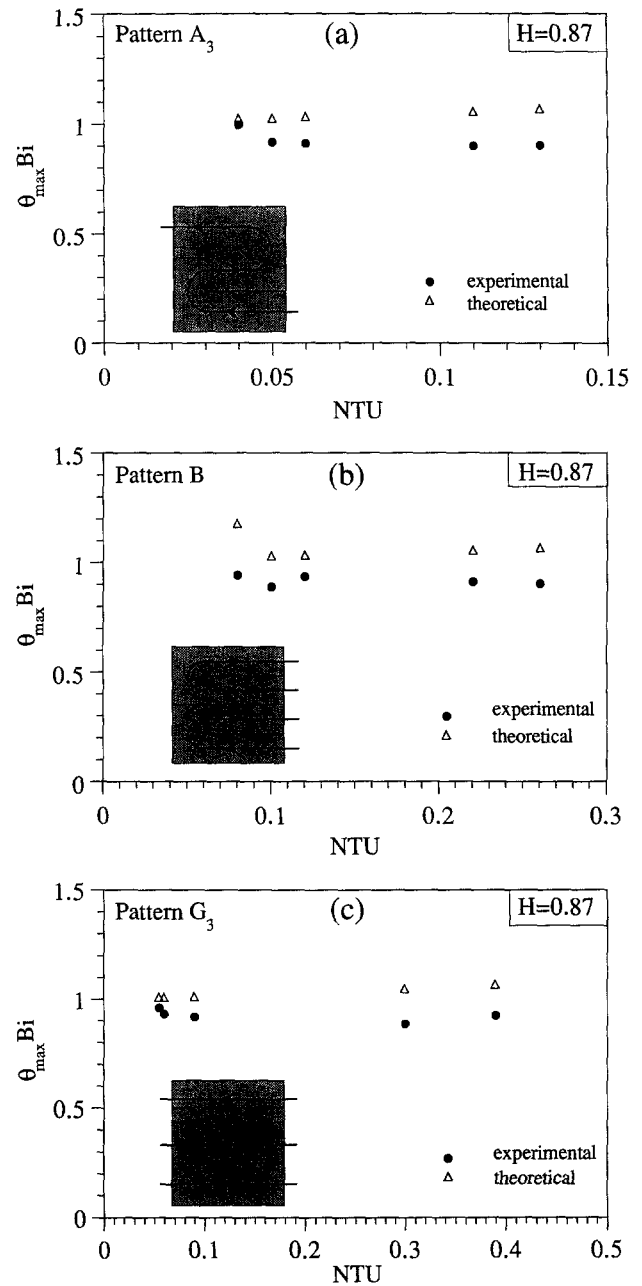 1.5
Pattern A₃ (a) H=0.87
1
θmaxBi
0.5
● experimental
△ theoretical
0
0 0.05 0.1 0.15
NTU
1.5
Pattern B (b) H=0.87
1
θmaxBi
0.5
● experimental
△ theoretical
0
0 0.1 0.2 0.3
NTU
1.5
Pattern G₃ (c) H=0.87
1
θmaxBi
0.5
● experimental
△ theoretical
0
0 0.1 0.2 0.3 0.4 0.5
NTU